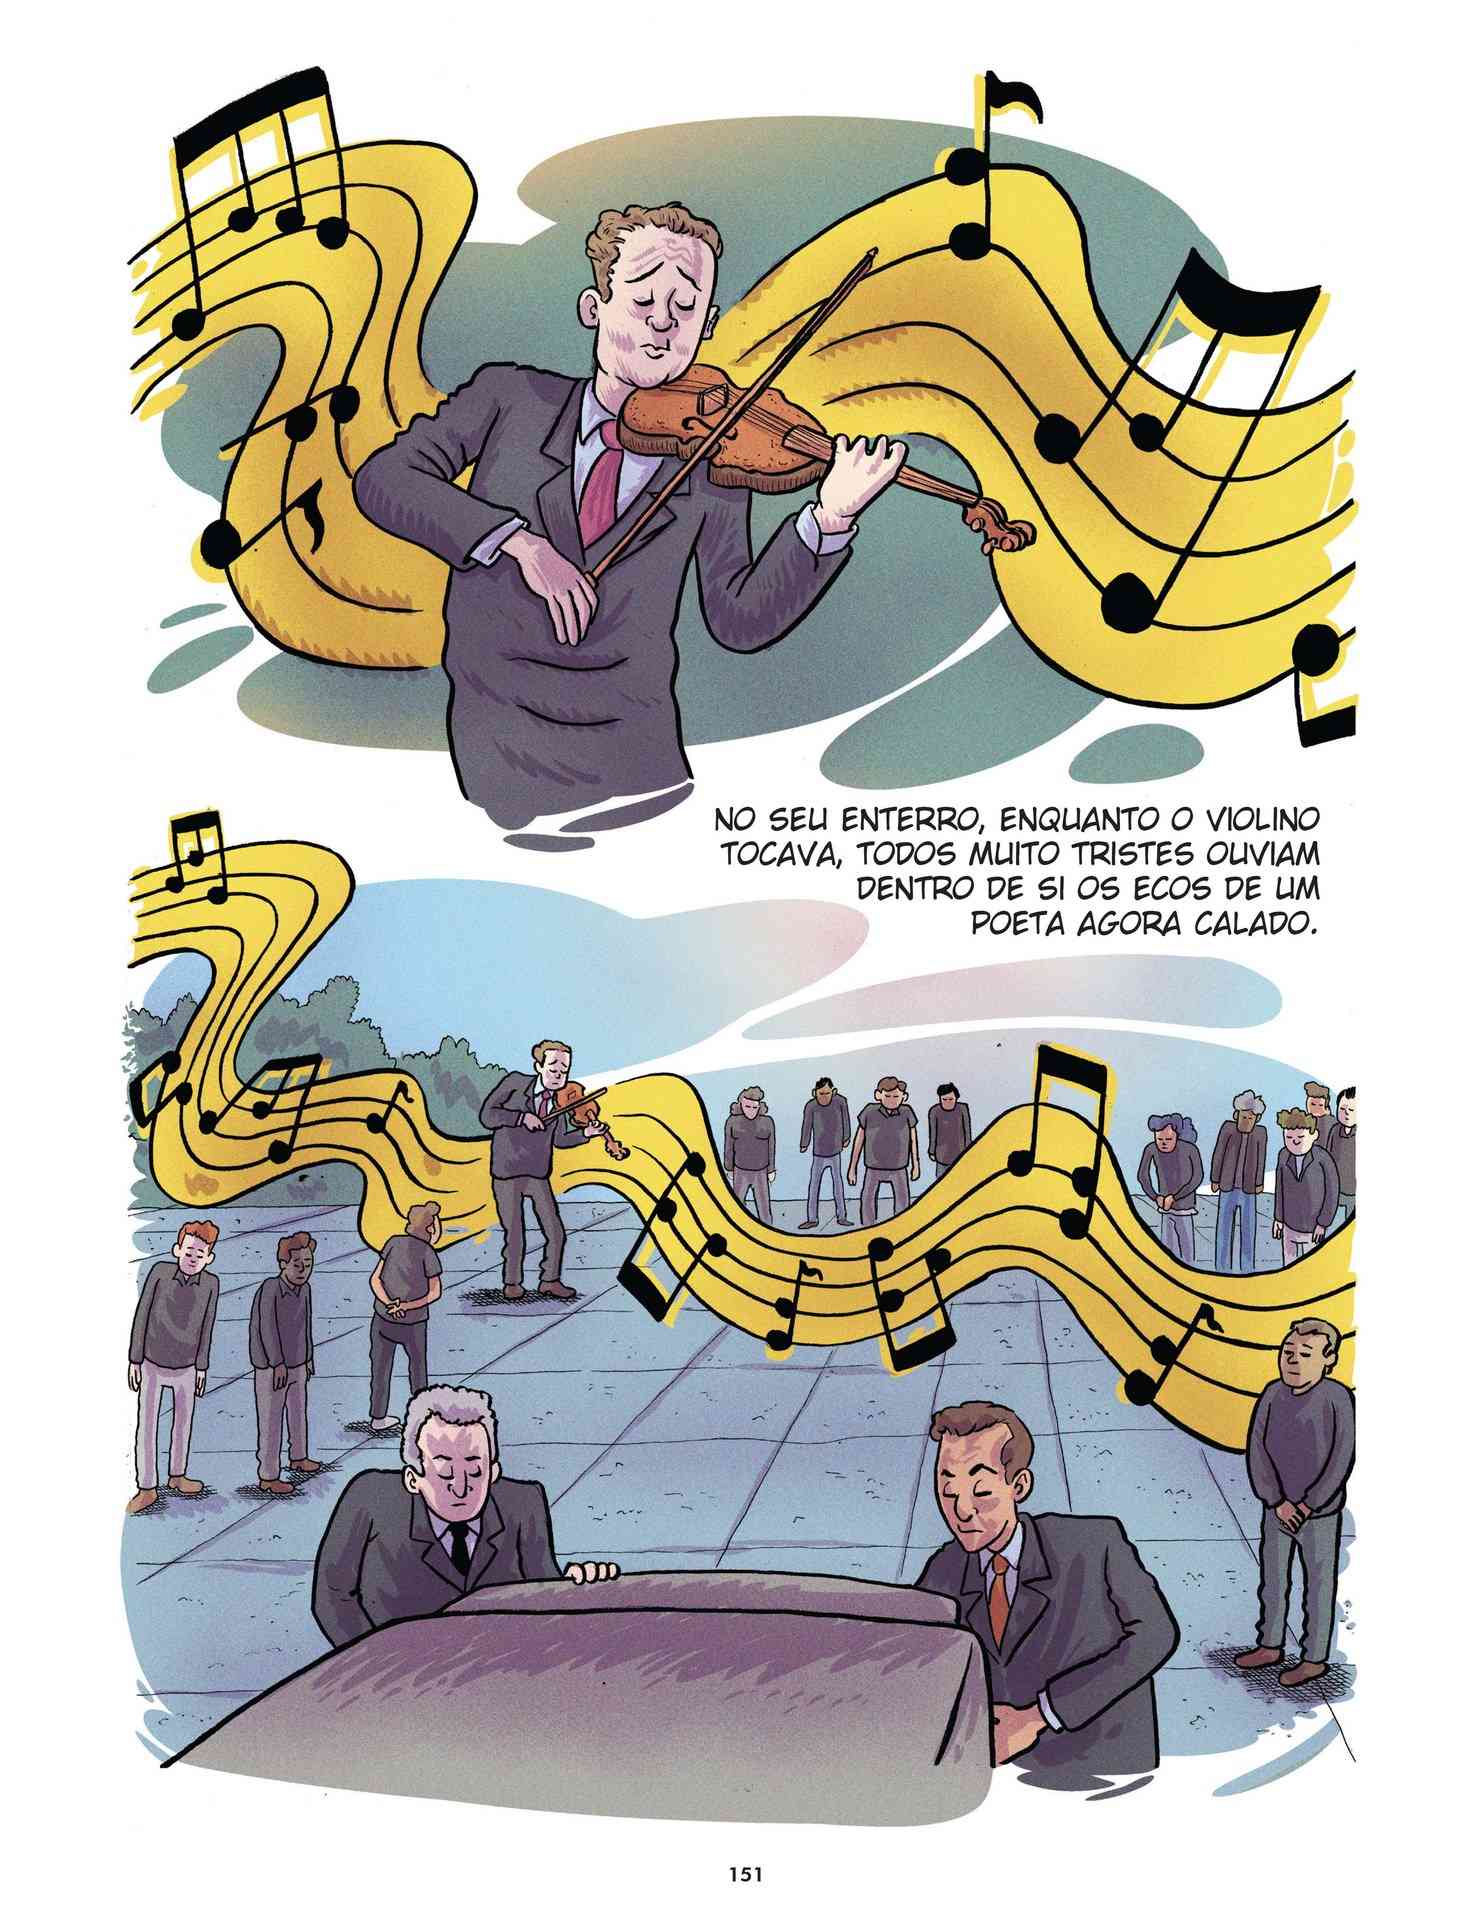 NO SEU ENTERRO, ENQUANTO O VIOLINO
TOCAVA, TODOS MUITO TRISTES OUVIAM
DENTRO DE SI OS ECOS DE UM
POETA AGORA CALADO.
151